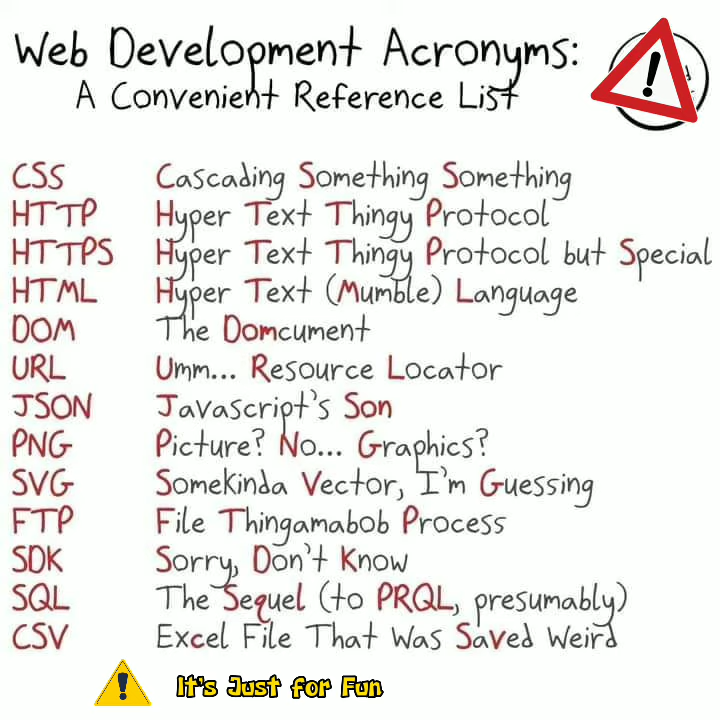 Web Development Acronyms:
A Convenient Reference List
CSS Cascading Something Something
HTTP Hyper Text Thingy Protocol
HTTPS Hyper Text Thingy Protocol but Special
HTML Hyper Text (Mumble) Language
DOM The Domcument
URL Umm... Resource Locator
JSON Javascript's Son
PNG Picture? No... Graphics?
SVG Somekinda Vector, I'm Guessing
FTP File Thingamabob Process
SDK Sorry, Don't Know
SQL The Sequel (to PRQL, presumably)
CSV Excel File That Was Saved Weird
It's Just for Fun